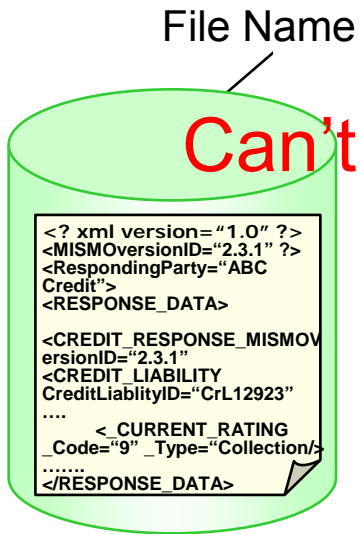 File Name
Can’t
<? xml version=“1.0” ?>
<MISMOversionID=“2.3.1” ?>
<RespondingParty=“ABC
Credit”>
<RESPONSE_DATA>
<CREDIT_RESPONSE_MISMOV
ersionID=“2.3.1”
<CREDIT_LIABILITY
CreditLiablityID=“CrL12923”
….
<_CURRENT_RATING
_Code=“9” _Type=“Collection/>
…….
</RESPONSE_DATA>